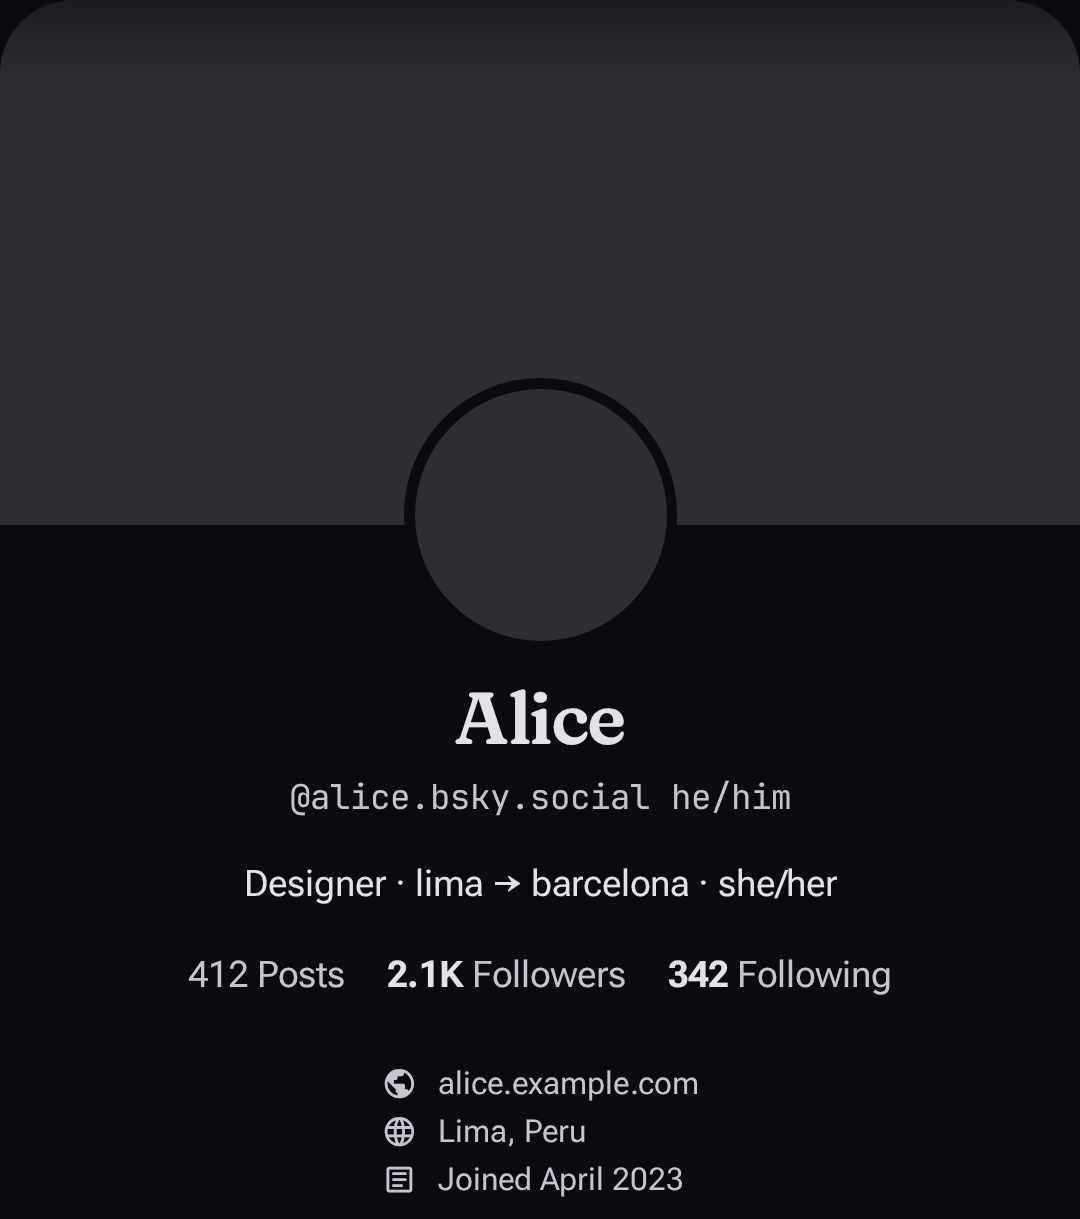 Alice
@alice.bsky.social he/him
Designer · lima → barcelona · she/her
412 Posts 2.1K Followers 342 Following
alice.example.com
Lima, Peru
Joined April 2023